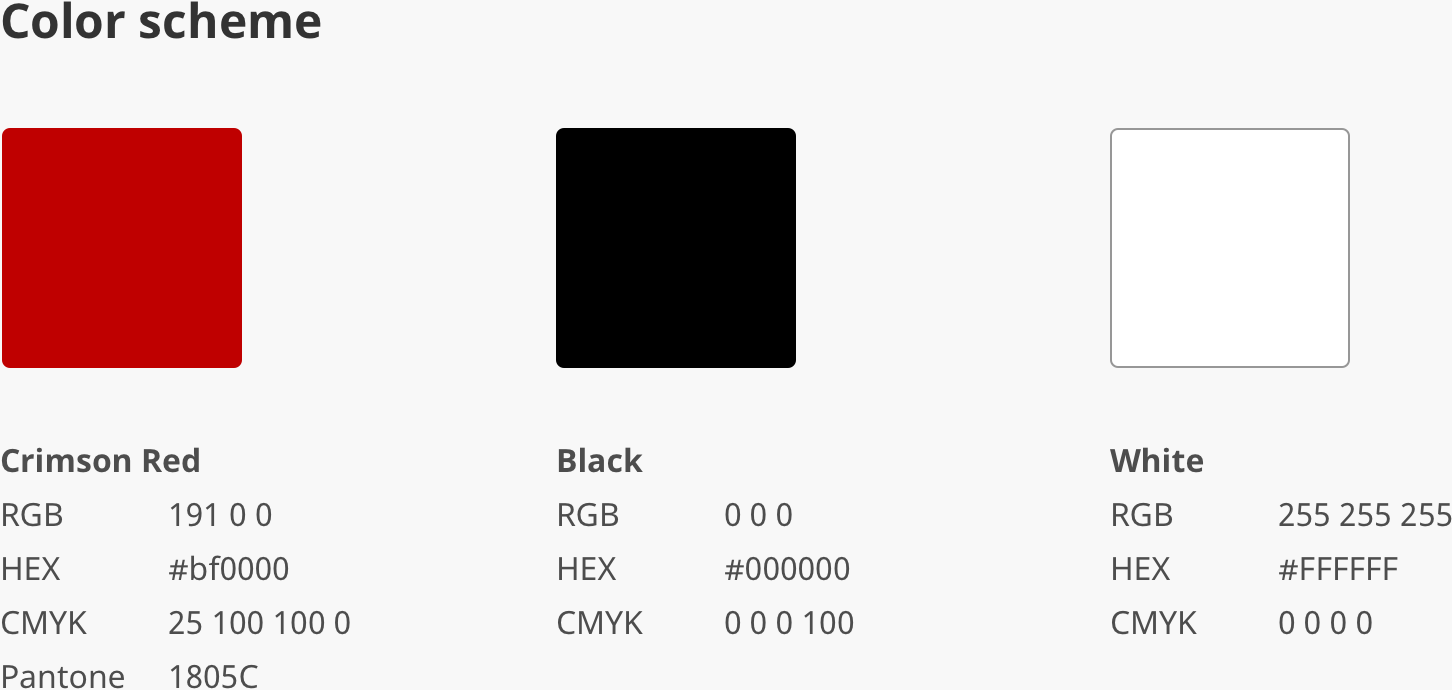 Color scheme
Crimson Red
RGB 191 0 0
HEX #bf0000
CMYK 25 100 100 0
Pantone 1805C
Black
RGB 0 0 0
HEX #000000
CMYK 0 0 0 100
White
RGB 255 255 255
HEX #FFFFFF
CMYK 0 0 0 0